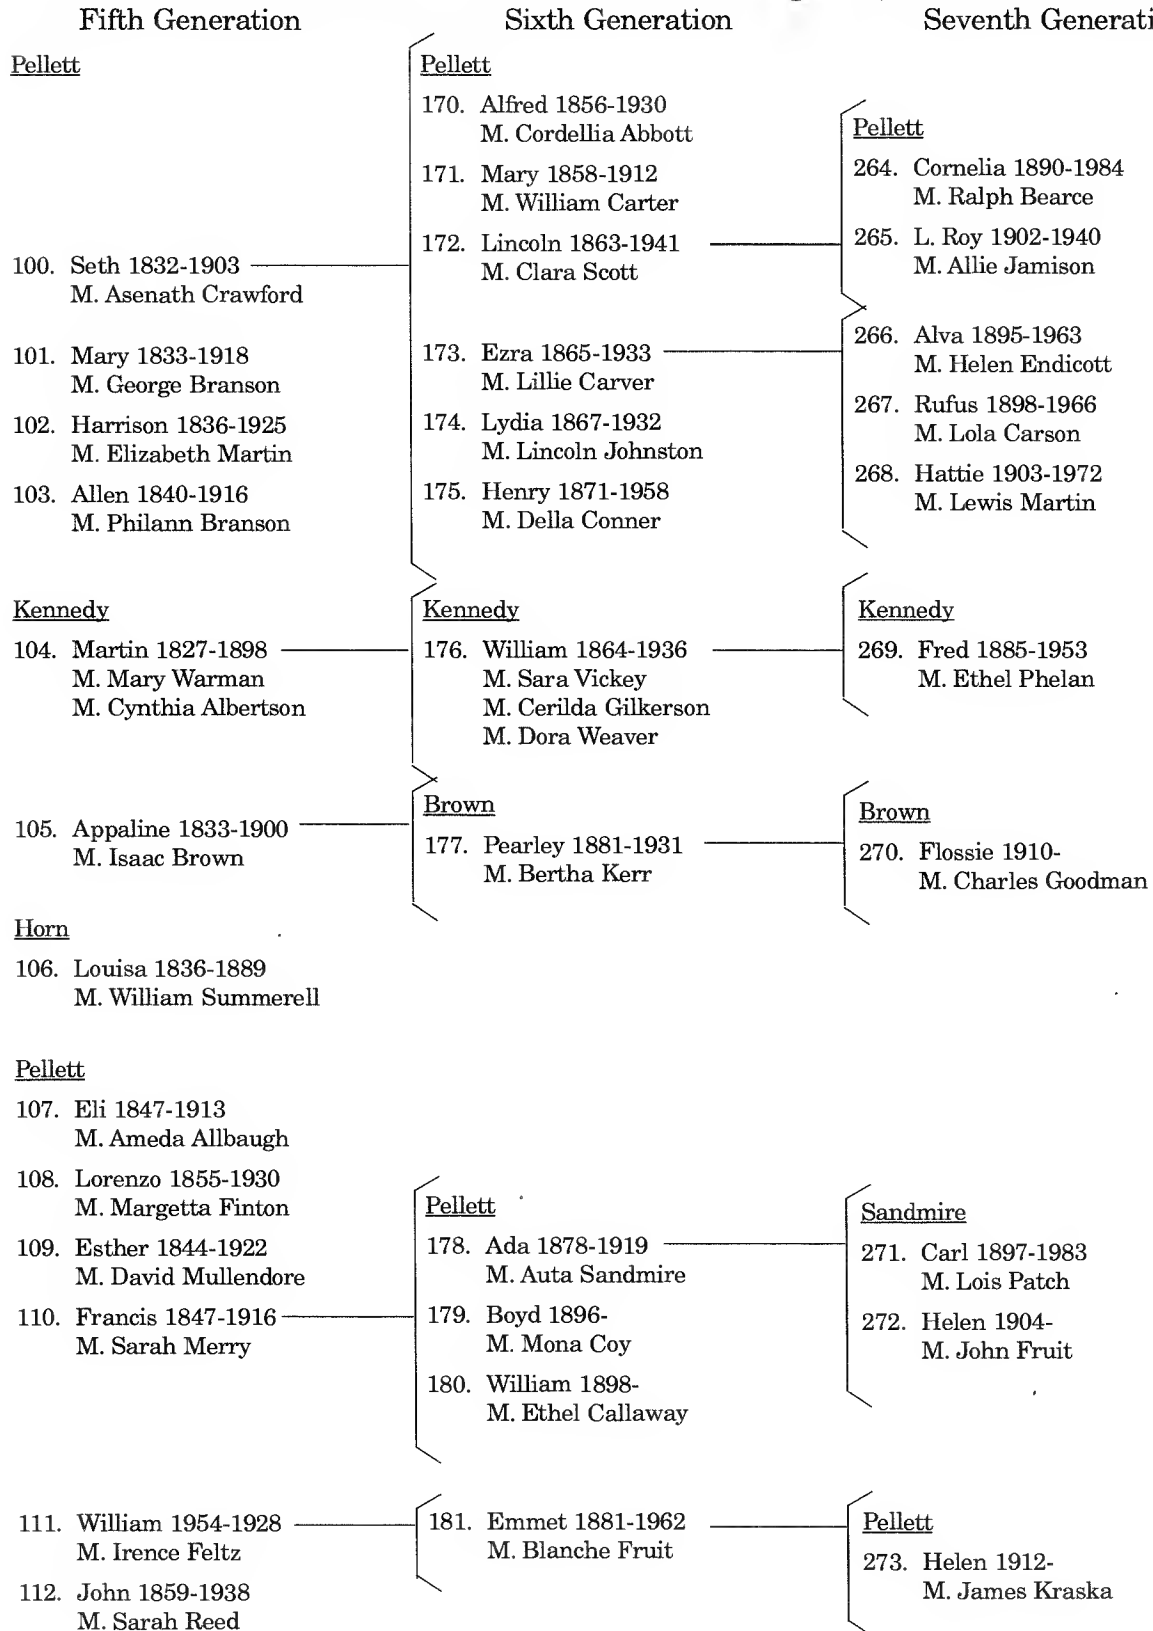 Fifth Generation
Pellett
100. Seth 1832-1903
M. Asenath Crawford
101. Mary 1833-1918
M. George Branson
102. Harrison 1836-1925
M. Elizabeth Martin
103. Allen 1840-1916
M. Philann Branson
Kennedy
104. Martin 1827-1898
M. Mary Warman
M. Cynthia Albertson
105. Appaline 1833-1900
M. Isaac Brown
Horn
106. Louisa 1836-1889
M. William Summerell
Pellett
107. Eli 1847-1913
M. Ameda Allbaugh
108. Lorenzo 1855-1930
M. Margetta Finton
109. Esther 1844-1922
M. David Mullendore
110. Francis 1847-1916
M. Sarah Merry
111. William 1954-1928
M. Irence Feltz
112. John 1859-1938
M. Sarah Reed
Sixth Generation
Pellett
170. Alfred 1856-1930
M. Cordellia Abbott
171. Mary 1858-1912
M. William Carter
172. Lincoln 1863-1941
M. Clara Scott
173. Ezra 1865-1933
M. Lillie Carver
174. Lydia 1867-1932
M. Lincoln Johnston
175. Henry 1871-1958
M. Della Conner
Kennedy
176. William 1864-1936
M. Sara Vickey
M. Cerilda Gilkerson
M. Dora Weaver
Brown
177. Pearley 1881-1931
M. Bertha Kerr
Pellett
178. Ada 1878-1919
M. Auta Sandmire
179. Boyd 1896-
M. Mona Coy
180. William 1898-
M. Ethel Callaway
181. Emmet 1881-1962
M. Blanche Fruit
Seventh Generati
Pellett
264. Cornelia 1890-1984
M. Ralph Bearce
265. L. Roy 1902-1940
M. Allie Jamison
266. Alva 1895-1963
M. Helen Endicott
267. Rufus 1898-1966
M. Lola Carson
268. Hattie 1903-1972
M. Lewis Martin
Kennedy
269. Fred 1885-1953
M. Ethel Phelan
Brown
270. Flossie 1910-
M. Charles Goodman
Sandmire
271. Carl 1897-1983
M. Lois Patch
272. Helen 1904-
M. John Fruit
Pellett
273. Helen 1912-
M. James Kraska